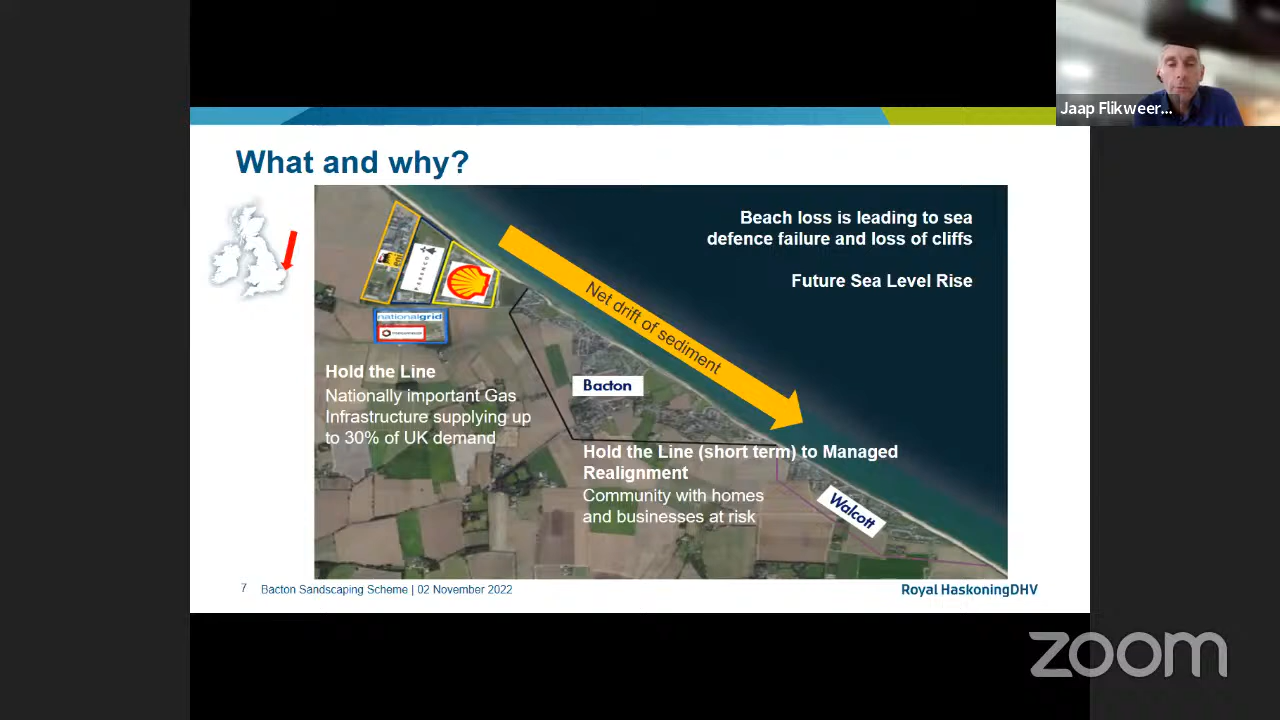 Jaap Flikweer...
What and why?
Beach loss is leading to sea
defence failure and loss of cliffs
Future Sea Level Rise
eni
PERENCO
Net drift of sediment
nationalgrid
Hold the Line
Nationally important Gas
Infrastructure supplying up
to 30% of UK demand
Bacton
Hold the Line (short term) to Managed
Realignment
Community with homes
and businesses at risk
Walcott
7 Bacton Sandscaping Scheme | 02 November 2022
Royal HaskoningDHV
zoom